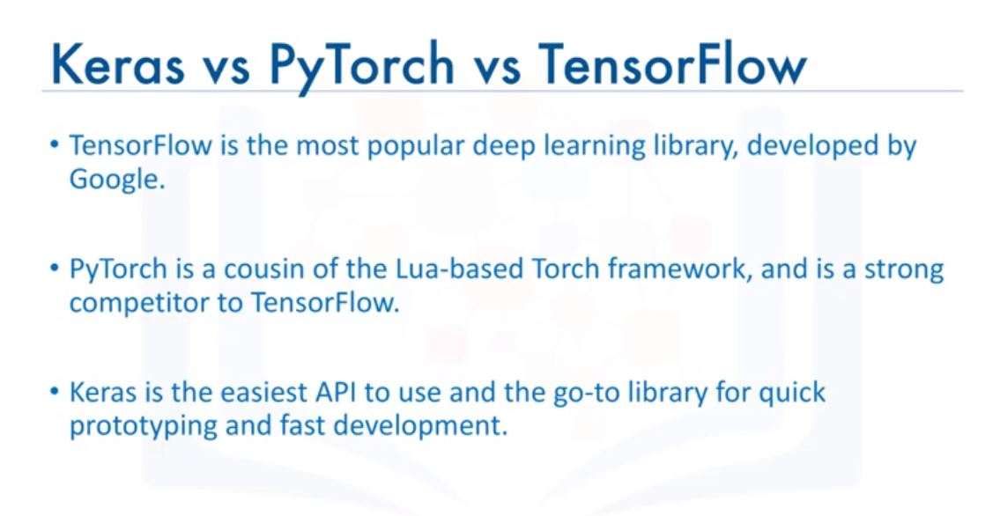 Keras vs PyTorch vs TensorFlow
• TensorFlow is the most popular deep learning library, developed by
Google.
• PyTorch is a cousin of the Lua-based Torch framework, and is a strong
competitor to TensorFlow.
• Keras is the easiest API to use and the go-to library for quick
prototyping and fast development.